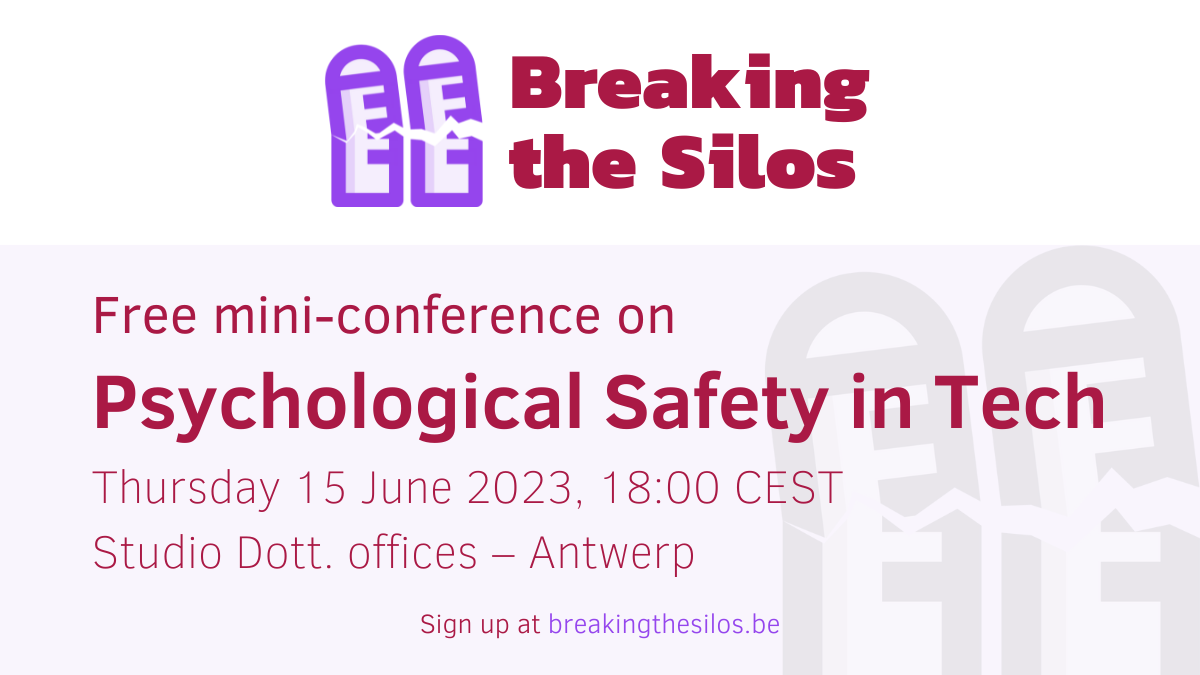 Breaking
the Silos
Free mini-conference on
Psychological Safety in Tech
Thursday 15 June 2023, 18:00 CEST
Studio Dott. offices – Antwerp
Sign up at breakingthesilos.be